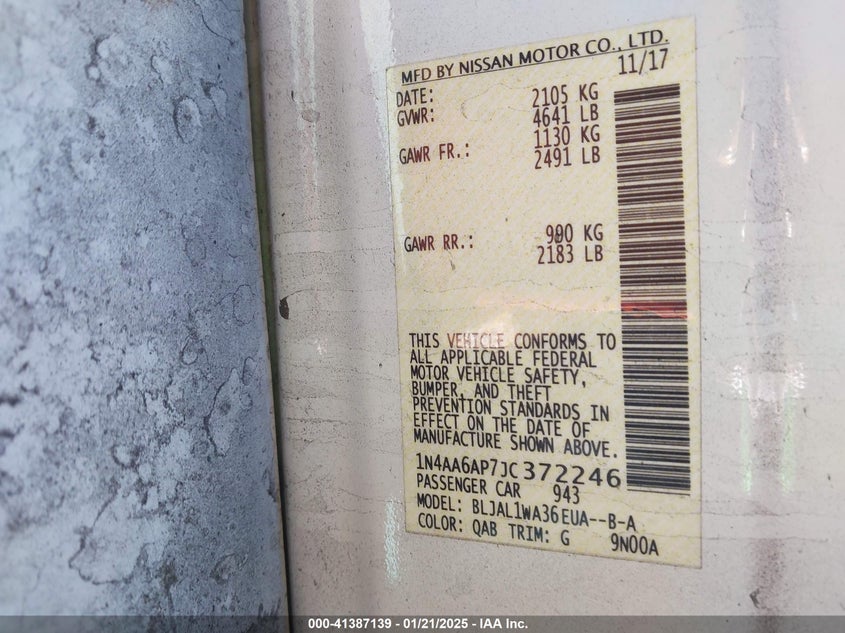 MFD BY NISSAN MOTOR CO., LTD.
DATE: 11/17
GVWR: 2105 KG
4641 LB
GAWR FR.: 1130 KG
2491 LB
GAWR RR.: 990 KG
2183 LB
THIS VEHICLE CONFORMS TO
ALL APPLICABLE FEDERAL
MOTOR VEHICLE SAFETY,
BUMPER, AND THEFT
PREVENTION STANDARDS IN
EFFECT ON THE DATE OF
MANUFACTURE SHOWN ABOVE.
1N4AA6AP7JC372246
PASSENGER CAR 943
MODEL: BLJAL1WA36EUA--B-A
COLOR: QAB TRIM: G 9N00A
000-41387139 - 01/21/2025 - IAA Inc.